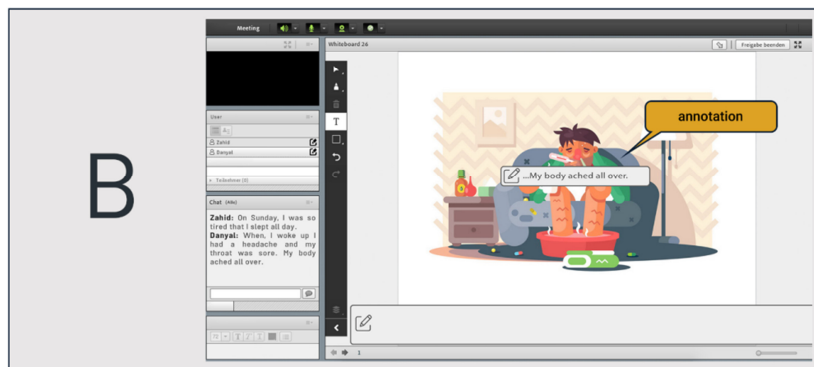 B
Meeting
Whiteboard 26
Freigabe beenden
User
Zahid
Danyal
Teilnehmer (0)
Chat
Zahid: On Sunday, I was so
tired that I slept all day.
Danyal: When, I woke up I
had a headache and my
throat was sore. My body
ached all over.
T
annotation
...My body ached all over.
1